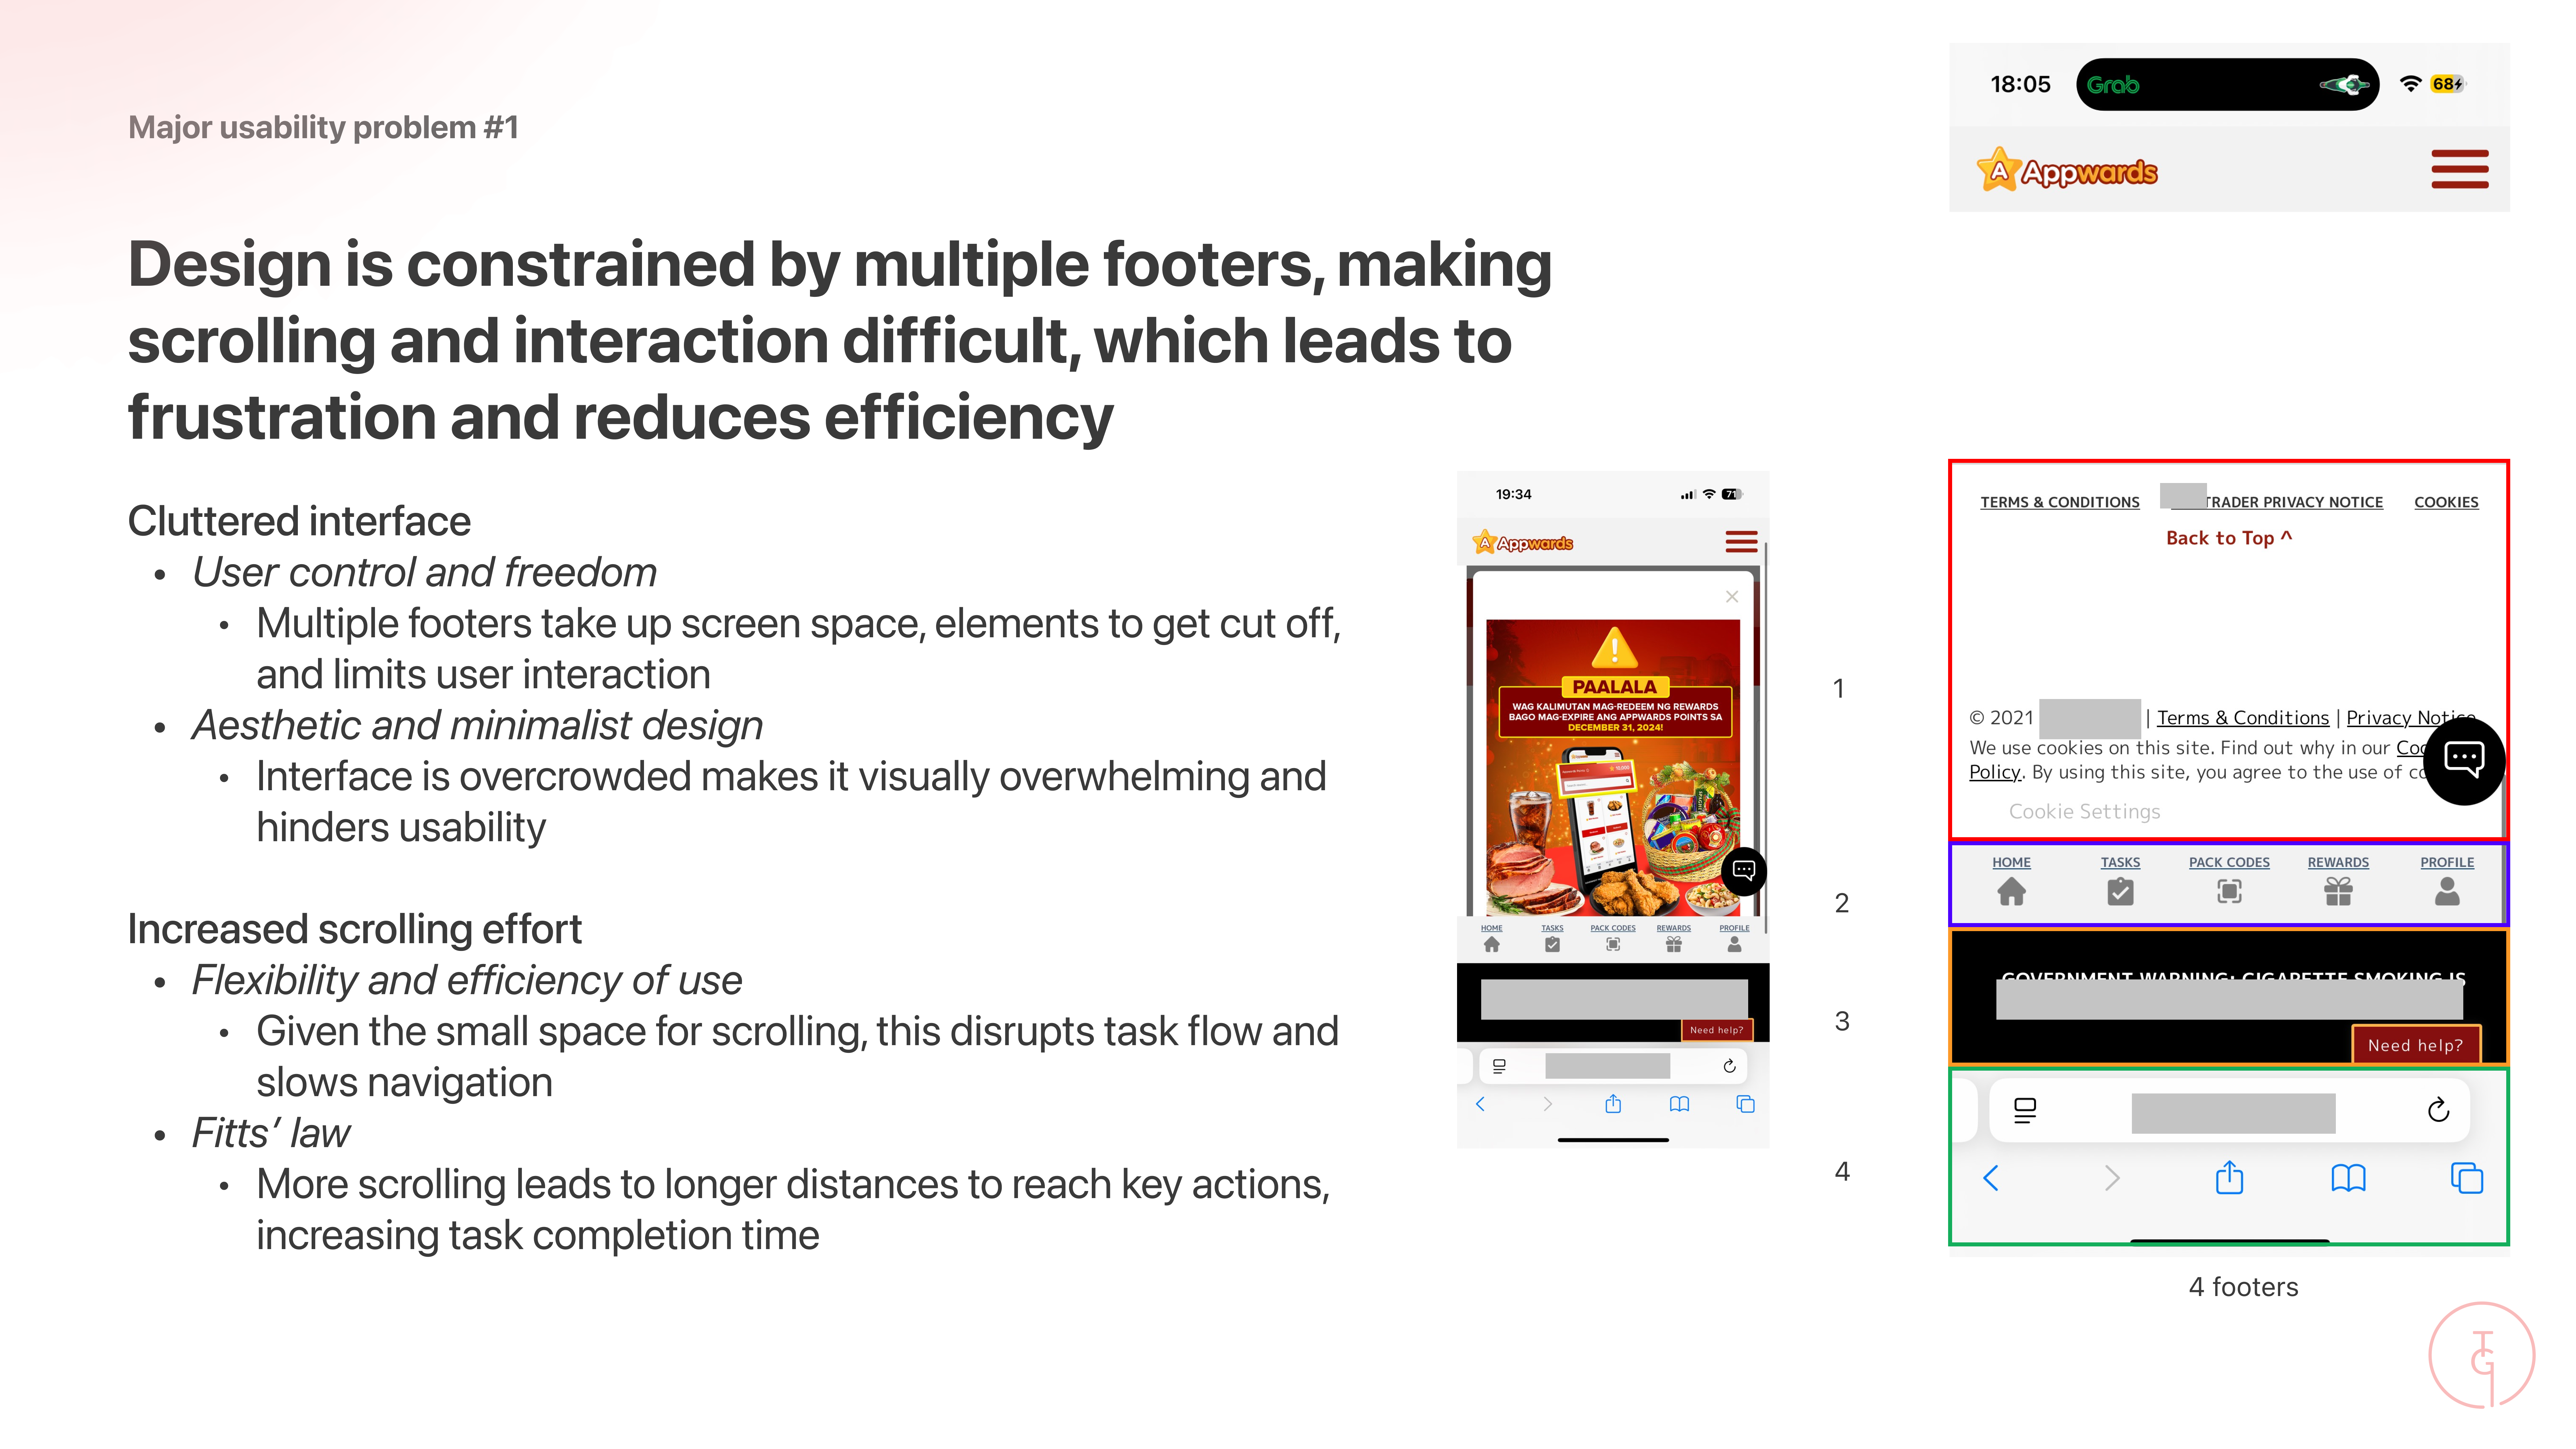 Major usability problem #1
Design is constrained by multiple footers, making
scrolling and interaction difficult, which leads to
frustration and reduces efficiency
Cluttered interface
• User control and freedom
• Multiple footers take up screen space, elements to get cut off,
and limits user interaction
• Aesthetic and minimalist design
• Interface is overcrowded makes it visually overwhelming and
hinders usability
Increased scrolling effort
• Flexibility and efficiency of use
• Given the small space for scrolling, this disrupts task flow and
slows navigation
• Fitts’ law
• More scrolling leads to longer distances to reach key actions,
increasing task completion time
19:34
71
A Appwards
PAALALA
WAG KALIMUTAN MAG-REDEEM NG REWARDS
BAGO MAG-EXPIRE ANG APPWARDS POINTS SA
DECEMBER 31, 2024!
HOME TASKS PACK CODES REWARDS PROFILE
Need help?
1
2
3
4
18:05 Grab 68
A Appwards
TERMS & CONDITIONS TRADER PRIVACY NOTICE COOKIES
Back to Top ^
© 2021 | Terms & Conditions | Privacy Notice
We use cookies on this site. Find out why in our
Policy. By using this site, you agree to the use of
Cookie Settings
HOME TASKS PACK CODES REWARDS PROFILE
GOVERNMENT WARNING: CIGARETTE SMOKING IS
Need help?
4 footers
TG